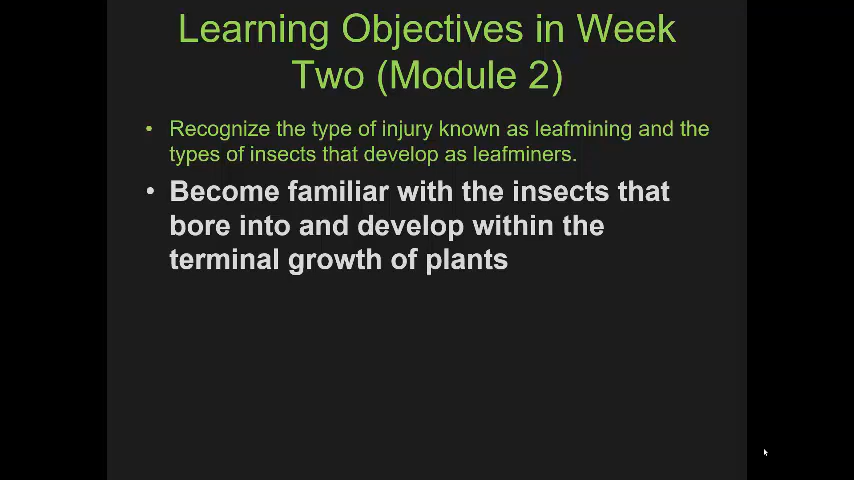 Learning Objectives in Week
Two (Module 2)
• Recognize the type of injury known as leafmining and the
types of insects that develop as leafminers.
• Become familiar with the insects that
bore into and develop within the
terminal growth of plants